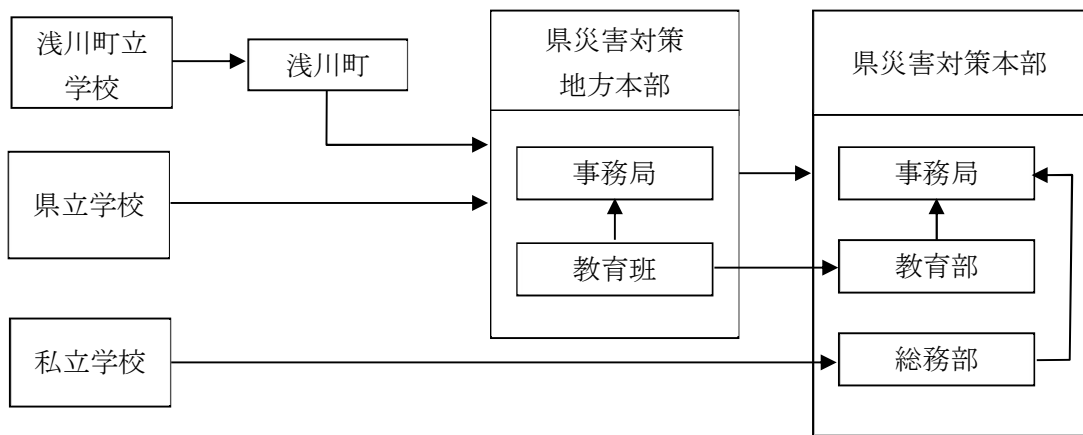 浅川町立
学校
浅川町
県災害対策
地方本部
県災害対策本部
事務局
事務局
県立学校
教育班
教育部
私立学校
総務部